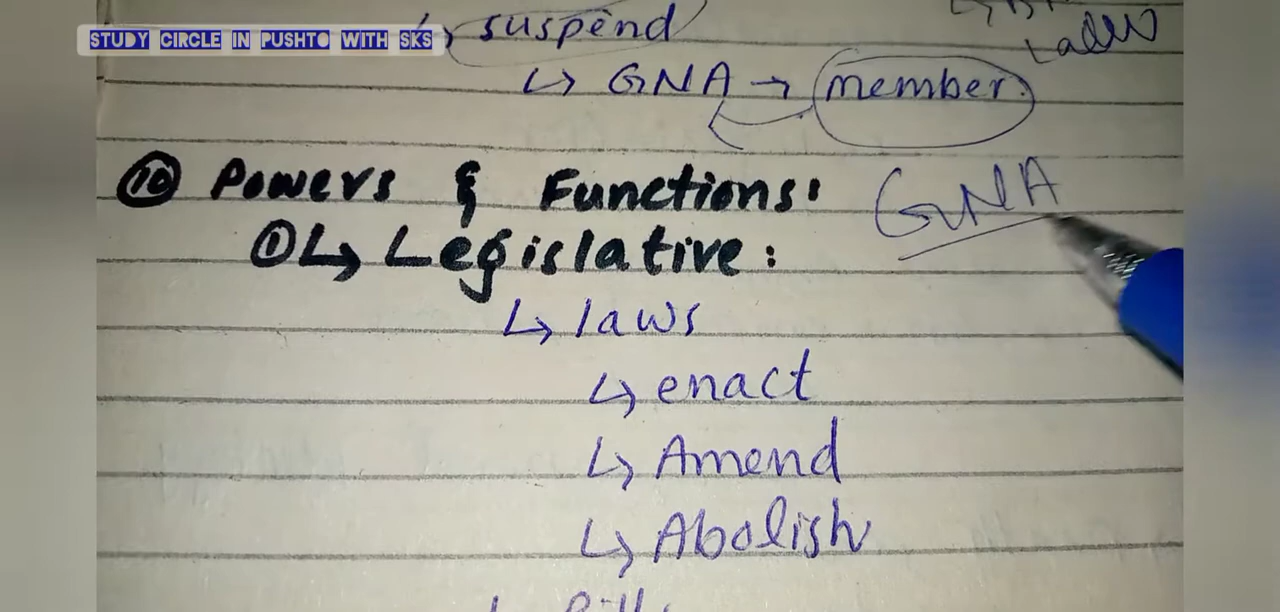 STUDY CIRCLE IN PUSHTO WITH SKS
↳ suspend
↳ GNA → member.
⑩ Powers & Functions: GNA
①↳ Legislative:
↳ laws
↳ enact
↳ Amend
↳ Abolish